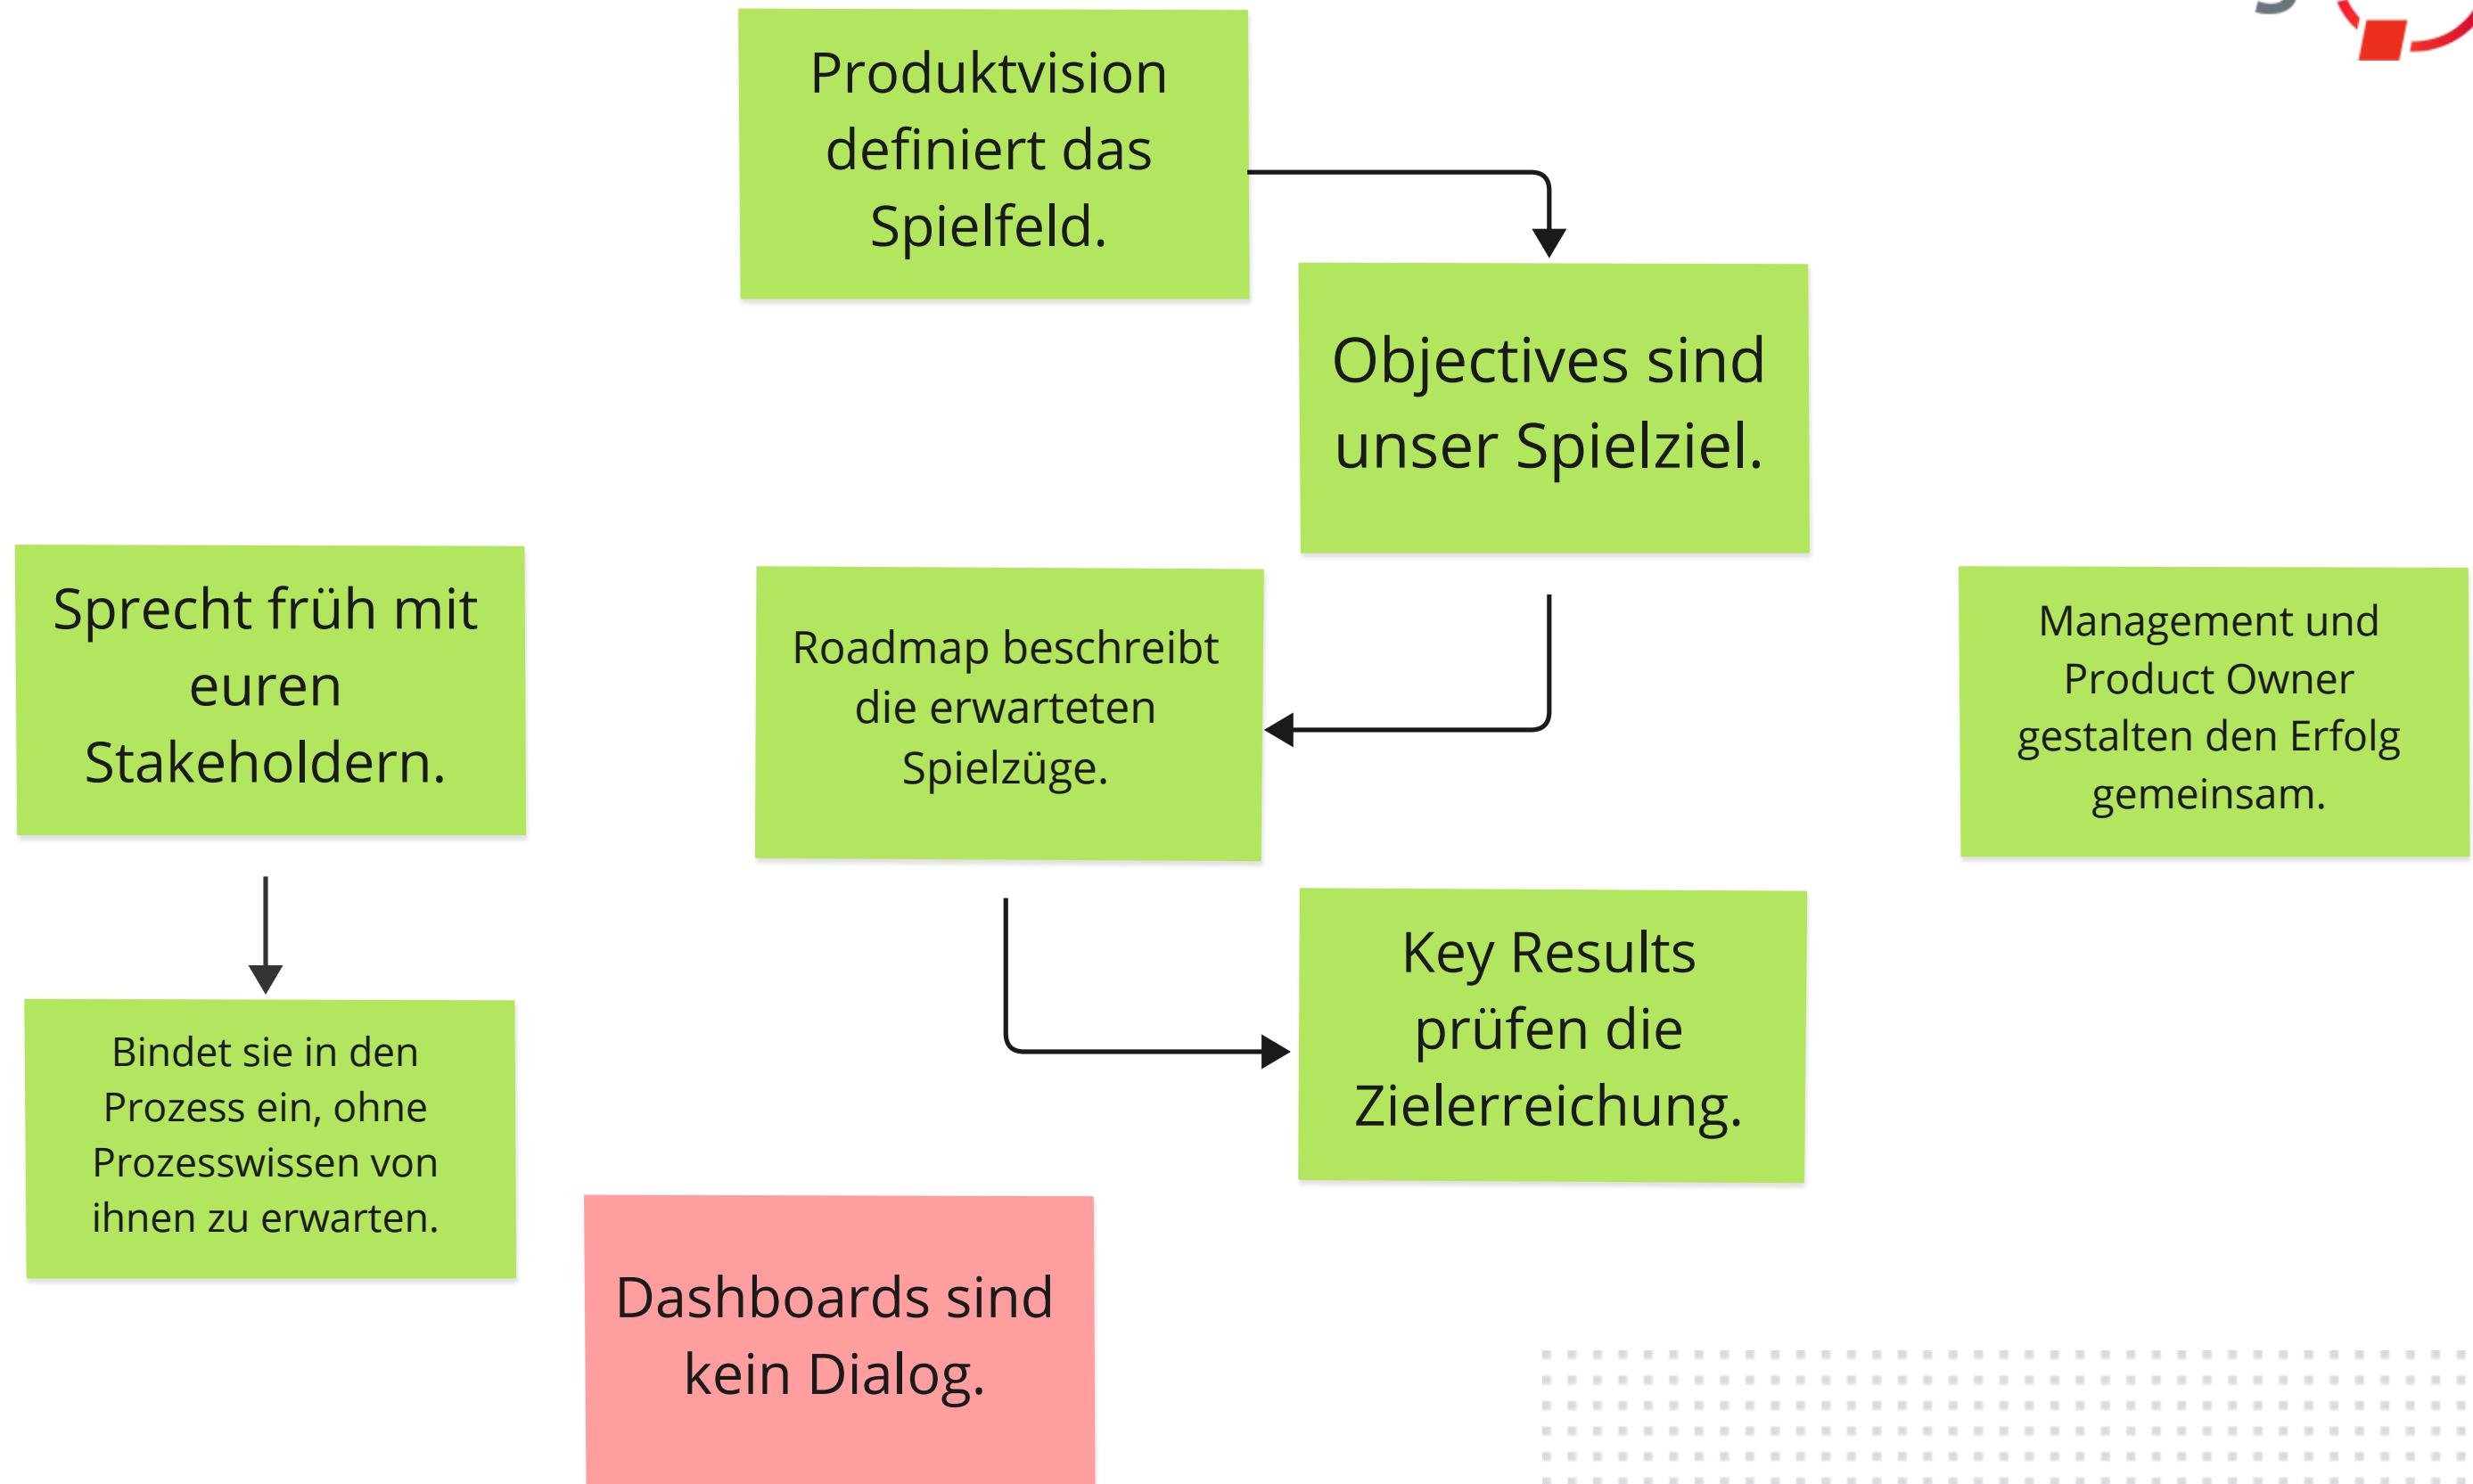 Produktvision
definiert das
Spielfeld.
Objectives sind
unser Spielziel.
Sprecht früh mit
euren
Stakeholdern.
Roadmap beschreibt
die erwarteten
Spielzüge.
Management und
Product Owner
gestalten den Erfolg
gemeinsam.
Key Results
prüfen die
Zielerreichung.
Bindet sie in den
Prozess ein, ohne
Prozesswissen von
ihnen zu erwarten.
Dashboards sind
kein Dialog.